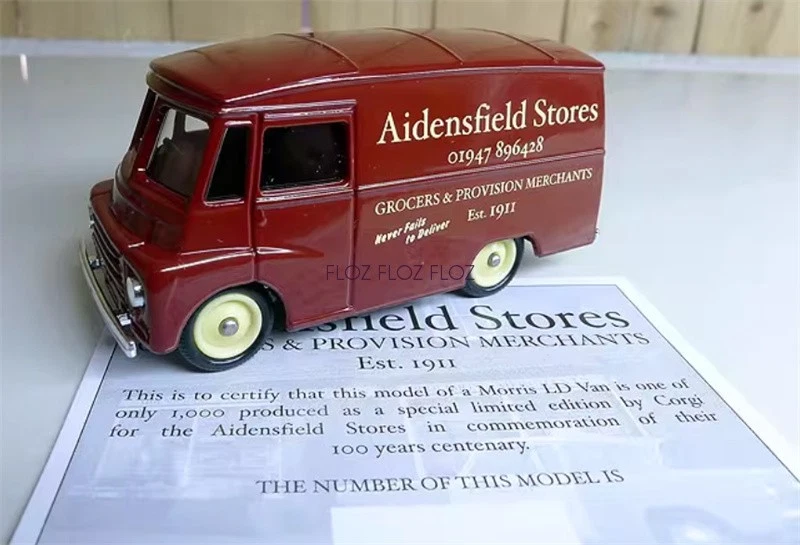 Aidensfield Stores
01947 896428
GROCERS & PROVISION MERCHANTS
Est. 1911
Never Fails
to Deliver
FLOZ FLOZ FLOZ
sfield Stores
S & PROVISION MERCHANTS
Est. 1911
This is to certify that this model of a Morris LD Van is one of
only 1,000 produced as a special limited edition by Corgi
for the Aidensfield Stores in commemoration of their
100 years centenary.
THE NUMBER OF THIS MODEL IS